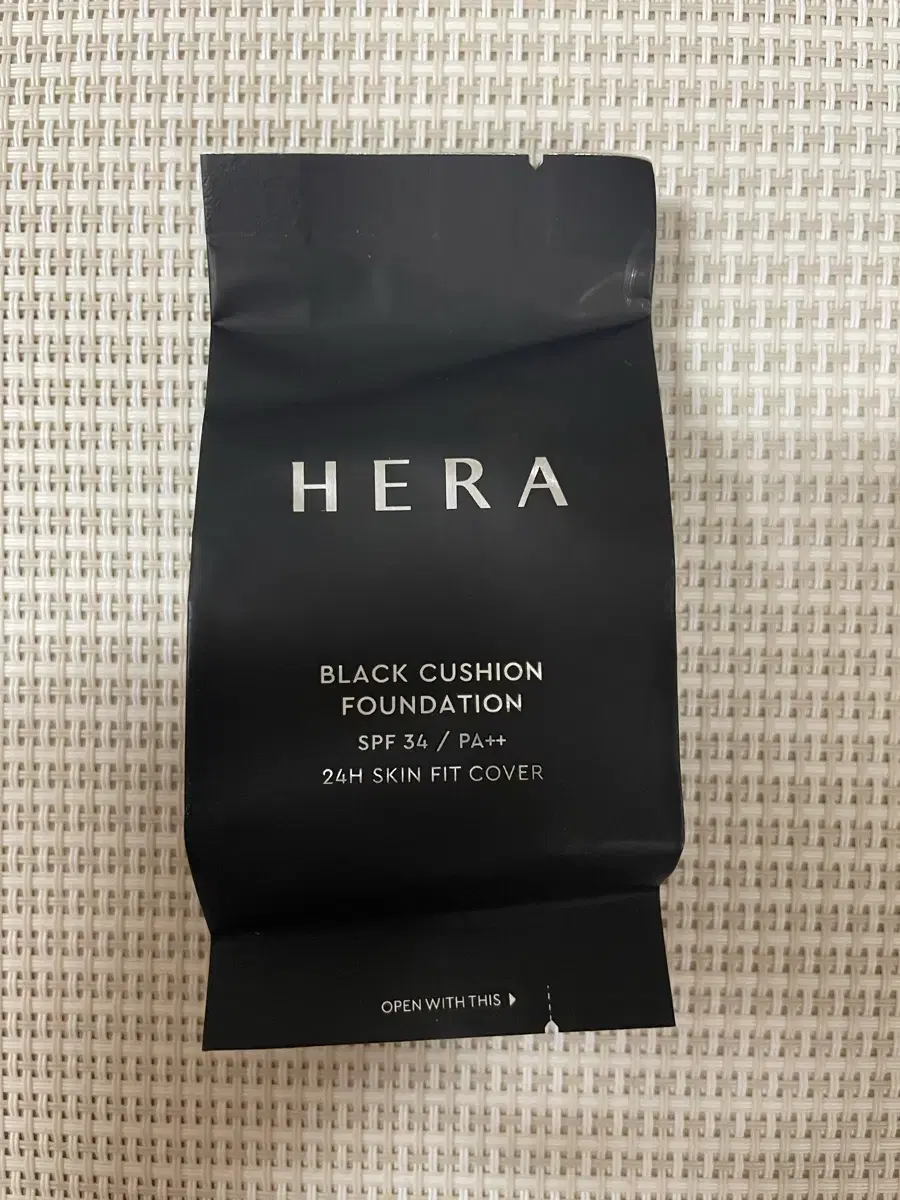 HERA
BLACK CUSHION
FOUNDATION
SPF 34 / PA++
24H SKIN FIT COVER
OPEN WITH THIS